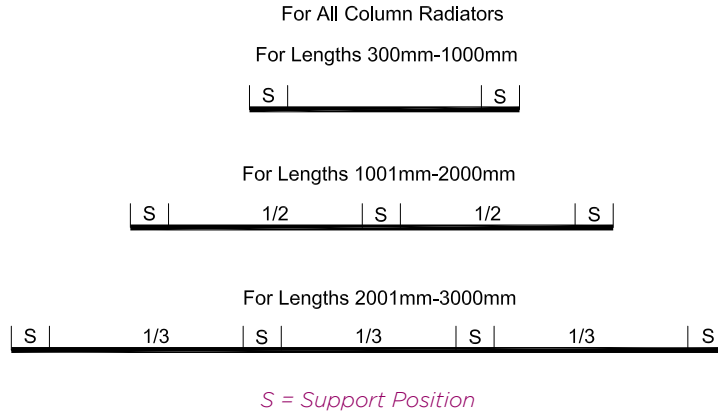 For All Column Radiators
For Lengths 300mm-1000mm
S S
For Lengths 1001mm-2000mm
S 1/2 S 1/2 S
For Lengths 2001mm-3000mm
S 1/3 S 1/3 S 1/3 S
S = Support Position